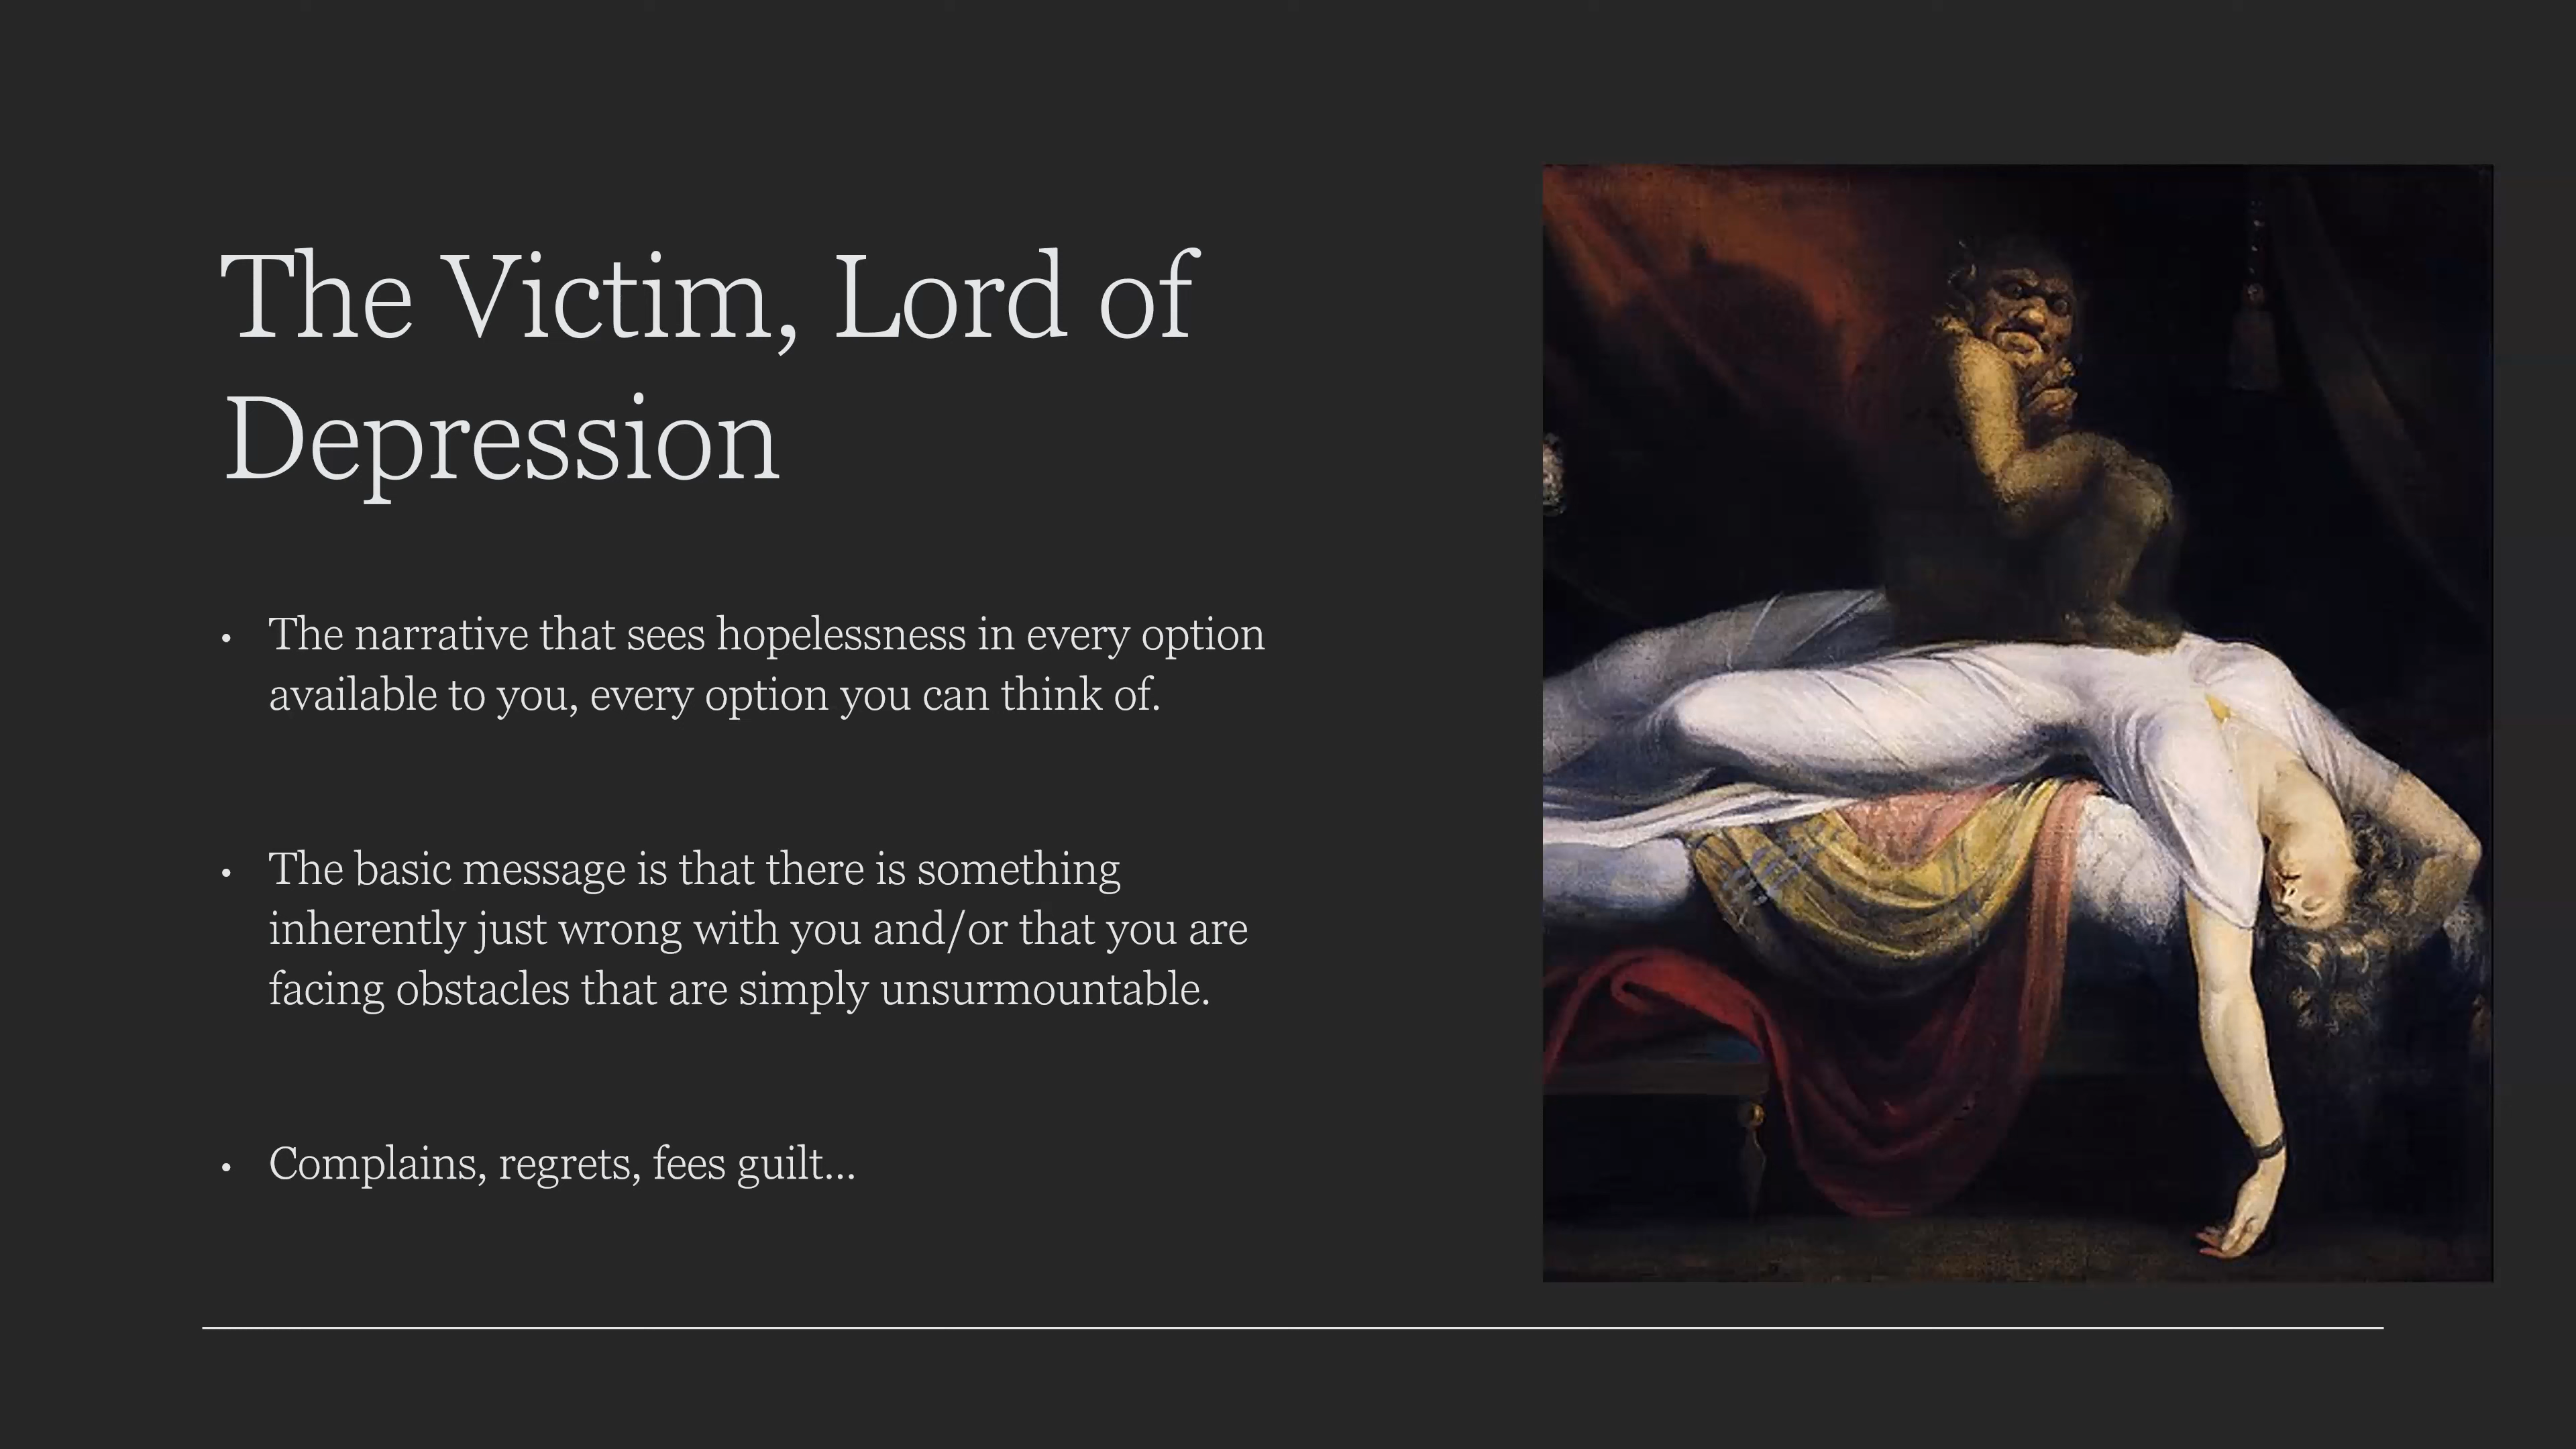 The Victim, Lord of
Depression
• The narrative that sees hopelessness in every option
available to you, every option you can think of.
• The basic message is that there is something
inherently just wrong with you and/or that you are
facing obstacles that are simply unsurmountable.
• Complains, regrets, fees guilt...